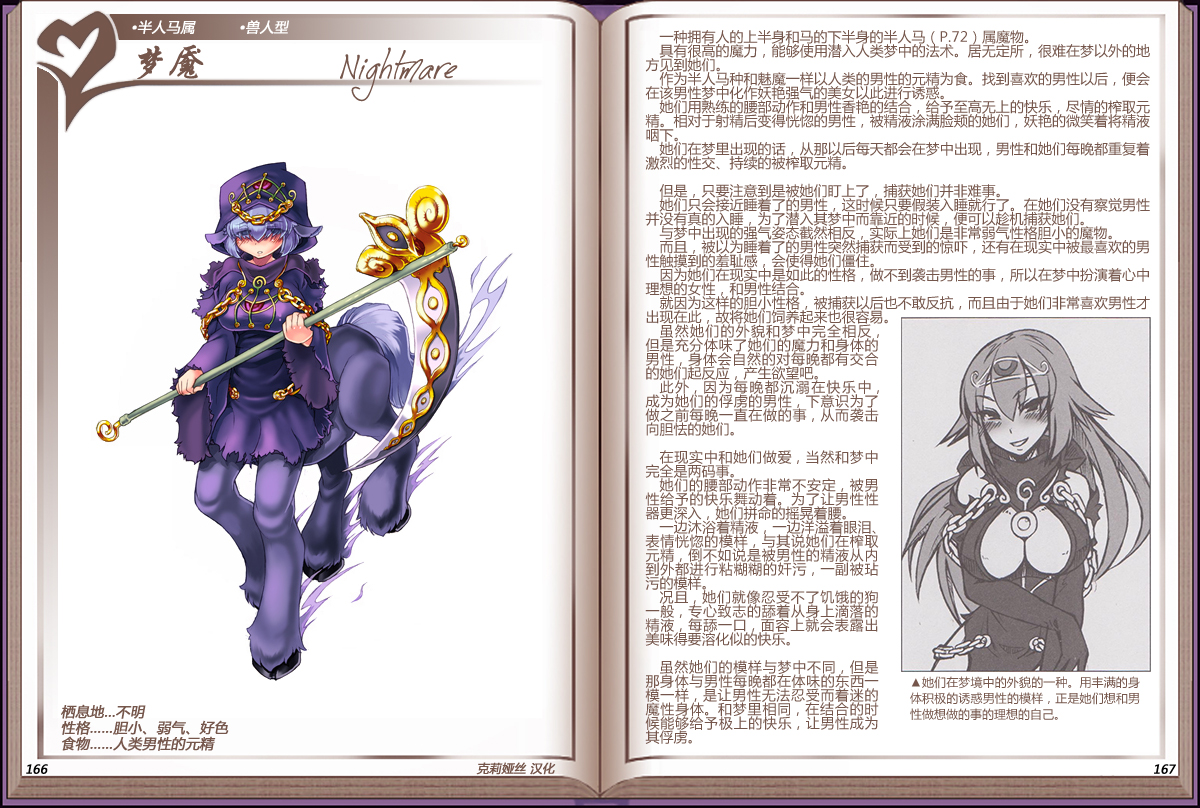 •半人马属 •兽人型
梦魇
Nightmare
栖息地...不明
性格......胆小、弱气、好色
食物......人类男性的元精
166
克莉娅丝 汉化
一种拥有人的上半身和马的下半身的半人马（P.72）属魔物。
具有很高的魔力，能够使用潜入人类梦中的法术。居无定所，很难在梦以外的地
方见到她们。
作为半人马种和魅魔一样以人类的男性的元精为食。找到喜欢的男性以后，便会
在该男性梦中化作妖艳强气的美女以此进行诱惑。
她们用熟练的腰部动作和男性香艳的结合，给予至高无上的快乐，尽情的榨取元
精。相对于射精后变得恍惚的男性，被精液涂满脸颊的她们，妖艳的微笑着将精液
咽下。
她们在梦里出现的话，从那以后每天都会在梦中出现，男性和她们每晚都重复着
激烈的性交、持续的被榨取元精。
但是，只要注意到是被她们盯上了，捕获她们并非难事。
她们只会接近睡着了的男性，这时候只要假装入睡就行了。在她们没有察觉男性
并没有真的入睡，为了潜入其梦中而靠近的时候，便可以趁机捕获她们。
与梦中出现的强气姿态截然相反，实际上她们是非常弱气性格胆小的魔物。
而且，被以为睡着了的男性突然捕获而受到的惊吓，还有在现实中被最喜欢的男
性触摸到的羞耻感，会使得她们僵住。
因为她们在现实中是如此的性格，做不到袭击男性的事，所以在梦中扮演着心中
理想的女性，和男性结合。
就因为这样的胆小性格，被捕获以后也不敢反抗，而且由于她们非常喜欢男性才
出现在此，故将她们饲养起来也很容易。
虽然她们的外貌和梦中完全相反，
但是充分体味了她们的魔力和身体的
男性，身体会自然的对每晚都有交合
的她们起反应，产生欲望吧。
此外，因为每晚都沉溺在快乐中，
成为她们的俘虏的男性，下意识为了
做之前每晚一直在做的事，从而袭击
向胆怯的她们。
在现实中和她们做爱，当然和梦中
完全是两码事。
她们的腰部动作非常不安定，被男
性给予的快乐舞动着。为了让男性性
器更深入，她们拼命的摇晃着腰。
一边沐浴着精液，一边洋溢着眼泪、
表情恍惚的模样，与其说她们在榨取
元精，倒不如说是被男性的精液从内
到外都进行粘糊糊的奸污，一副被玷
污的模样。
况且，她们就像忍受不了饥饿的狗
一般，专心致志的舔着从身上滴落的
精液，每舔一口，面容上就会表露出
美味得要溶化似的快乐。
虽然她们的模样与梦中不同，但是
那身体与男性每晚都在体味的东西一
模一样，是让男性无法忍受而着迷的
魔性身体。和梦里相同，在结合的时
候能够给予极上的快乐，让男性成为
其俘虏。
▲她们在梦境中的外貌的一种。用丰满的身
体积极的诱惑男性的模样，正是她们想和男
性做想做的事的理想的自己。
167